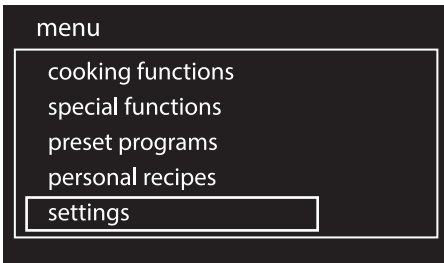 menu
cooking functions
special functions
preset programs
personal recipes
settings